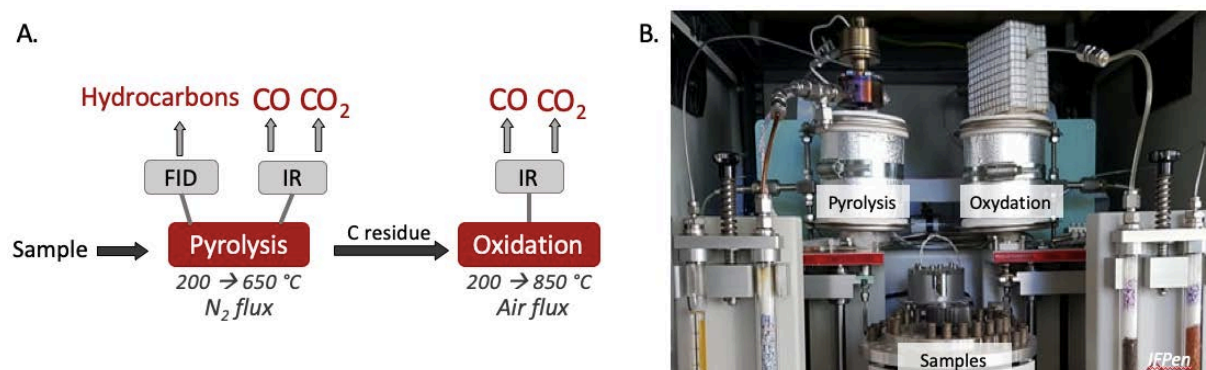 A.
Hydrocarbons CO CO₂
CO CO₂
FID
IR
IR
Sample
Pyrolysis
C residue
Oxidation
200 → 650 °C
N₂ flux
200 → 850 °C
Air flux
B.
Pyrolysis
Oxydation
Samples
IFPen